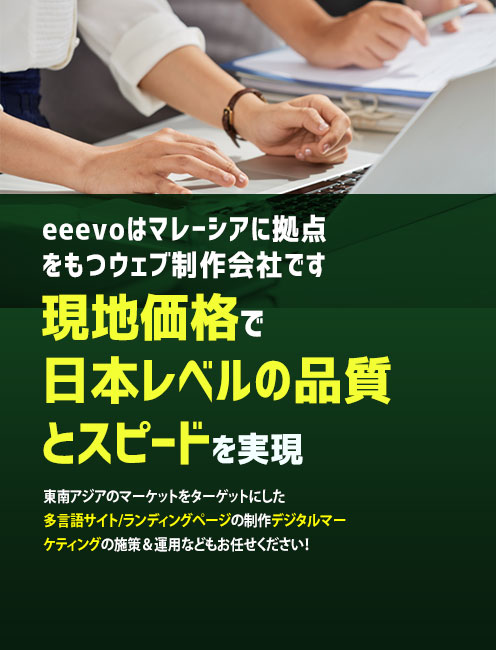 eeevoはマレーシアに拠点
をもつウェブ制作会社です
現地価格で
日本レベルの品質
とスピードを実現
東南アジアのマーケットをターゲットにした
多言語サイト/ランディングページの制作デジタルマー
ケティングの施策＆運用などもお任せください！